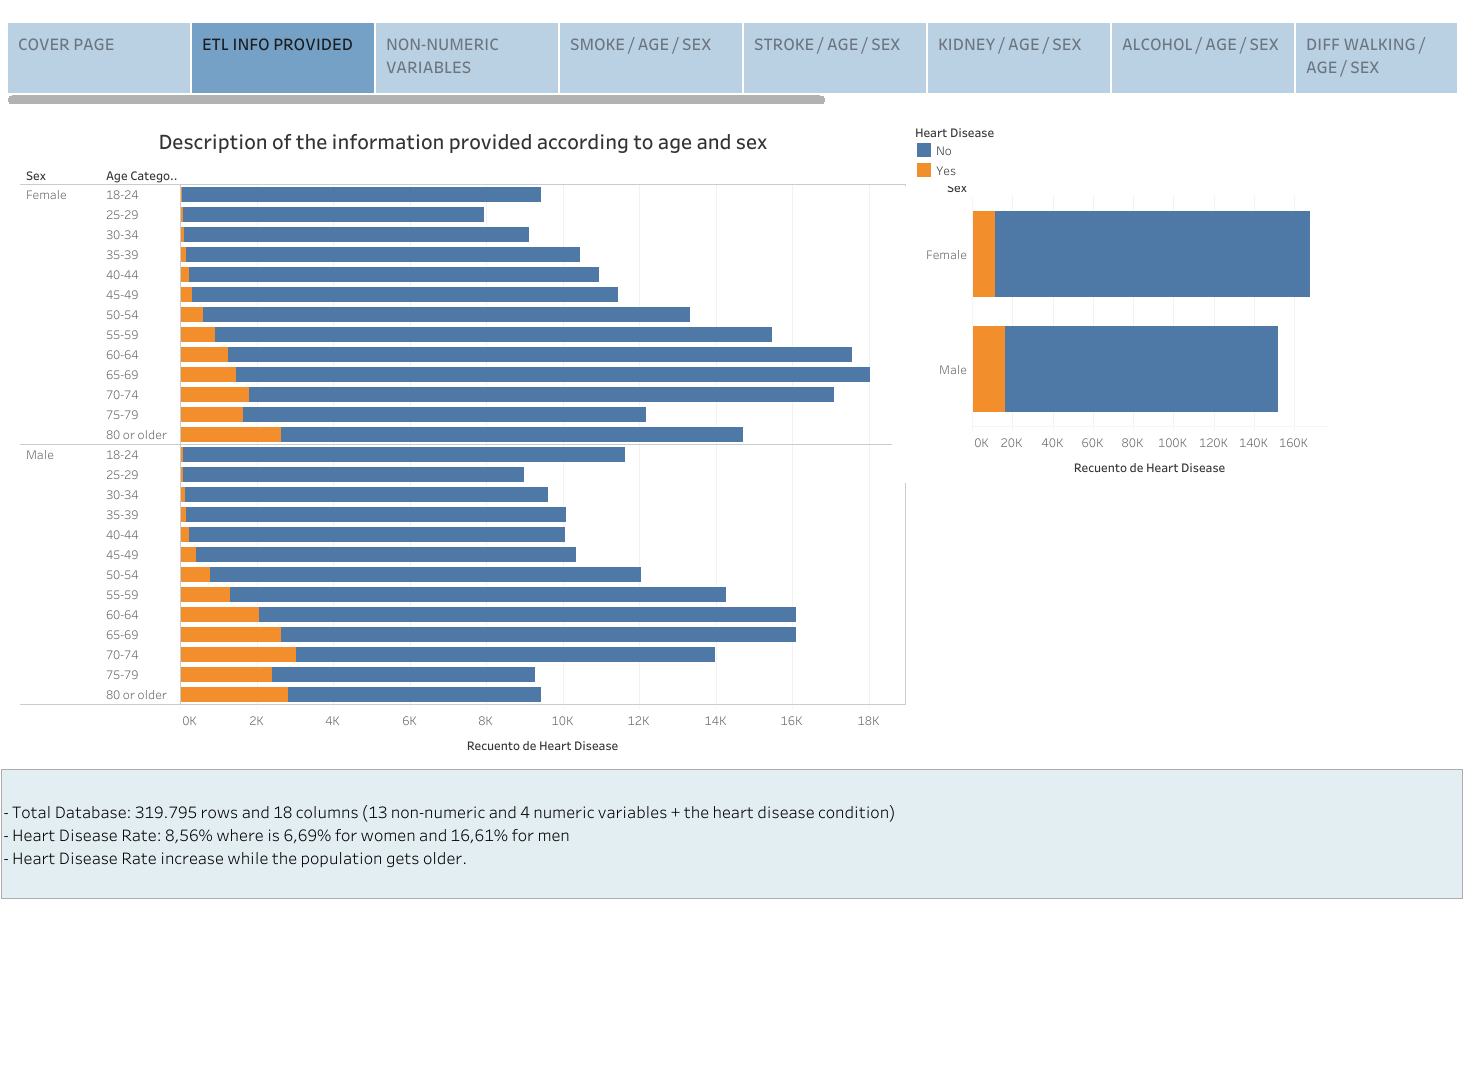 COVER PAGE
ETL INFO PROVIDED
NON-NUMERIC
VARIABLES
SMOKE / AGE / SEX
STROKE / AGE / SEX
KIDNEY / AGE / SEX
ALCOHOL / AGE / SEX
DIFF WALKING /
AGE / SEX
Description of the information provided according to age and sex
Sex Age Catego..
Female 18-24
25-29
30-34
35-39
40-44
45-49
50-54
55-59
60-64
65-69
70-74
75-79
80 or older
Male 18-24
25-29
30-34
35-39
40-44
45-49
50-54
55-59
60-64
65-69
70-74
75-79
80 or older
0K 2K 4K 6K 8K 10K 12K 14K 16K 18K
Recuento de Heart Disease
Heart Disease
No
Yes
Sex
Female
Male
0K 20K 40K 60K 80K 100K 120K 140K 160K
Recuento de Heart Disease
- Total Database: 319.795 rows and 18 columns (13 non-numeric and 4 numeric variables + the heart disease condition)
- Heart Disease Rate: 8,56% where is 6,69% for women and 16,61% for men
- Heart Disease Rate increase while the population gets older.